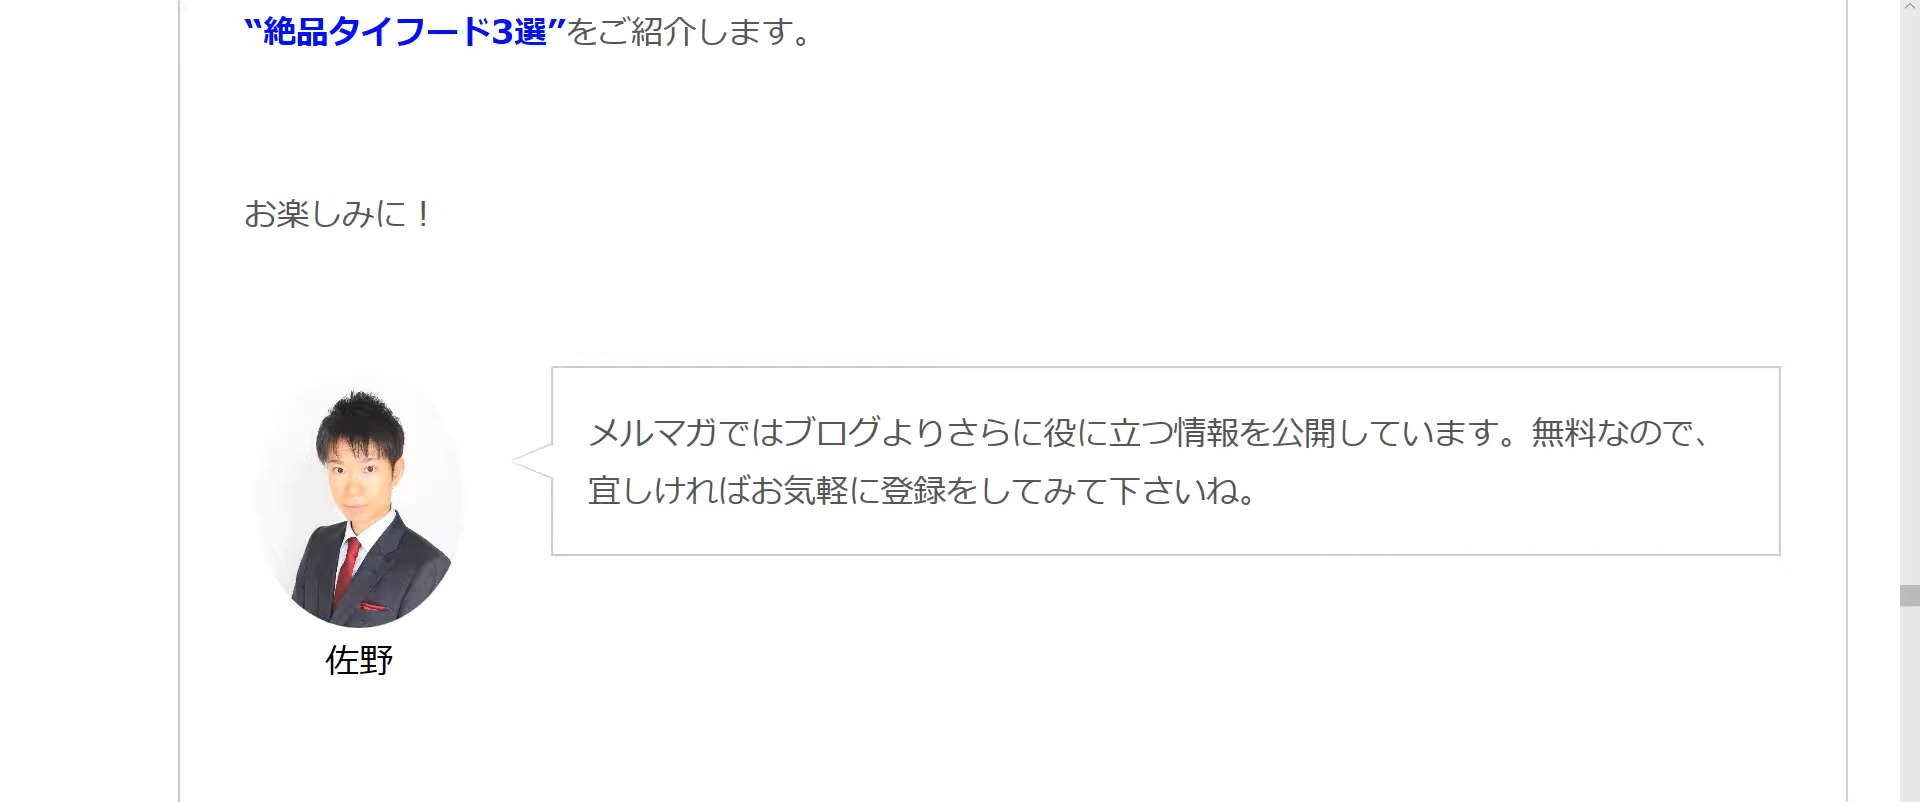 “絶品タイフード3選”をご紹介します。
お楽しみに！
メルマガではブログよりさらに役に立つ情報を公開しています。無料なので、
宜しければお気軽に登録をしてみて下さいね。
佐野